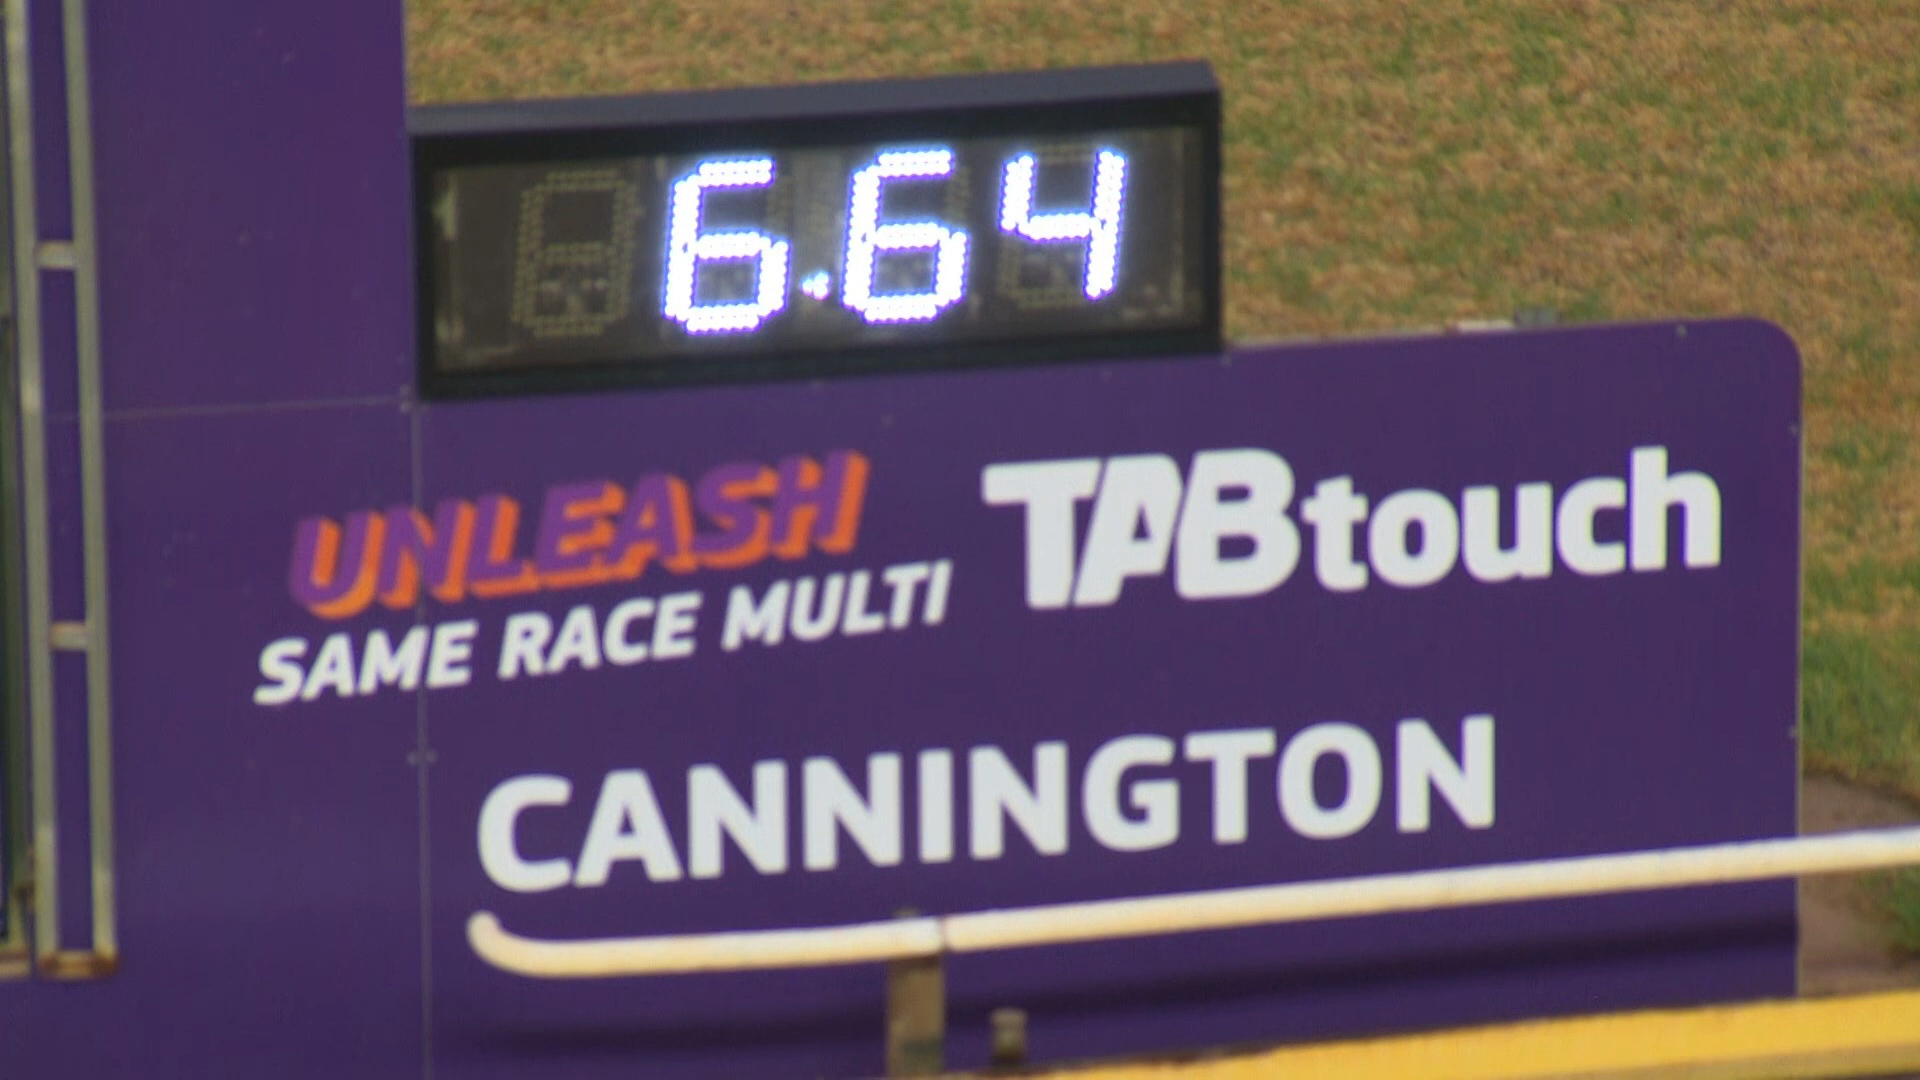 6.64
UNLEASH
SAME RACE MULTI
TABtouch
CANNINGTON